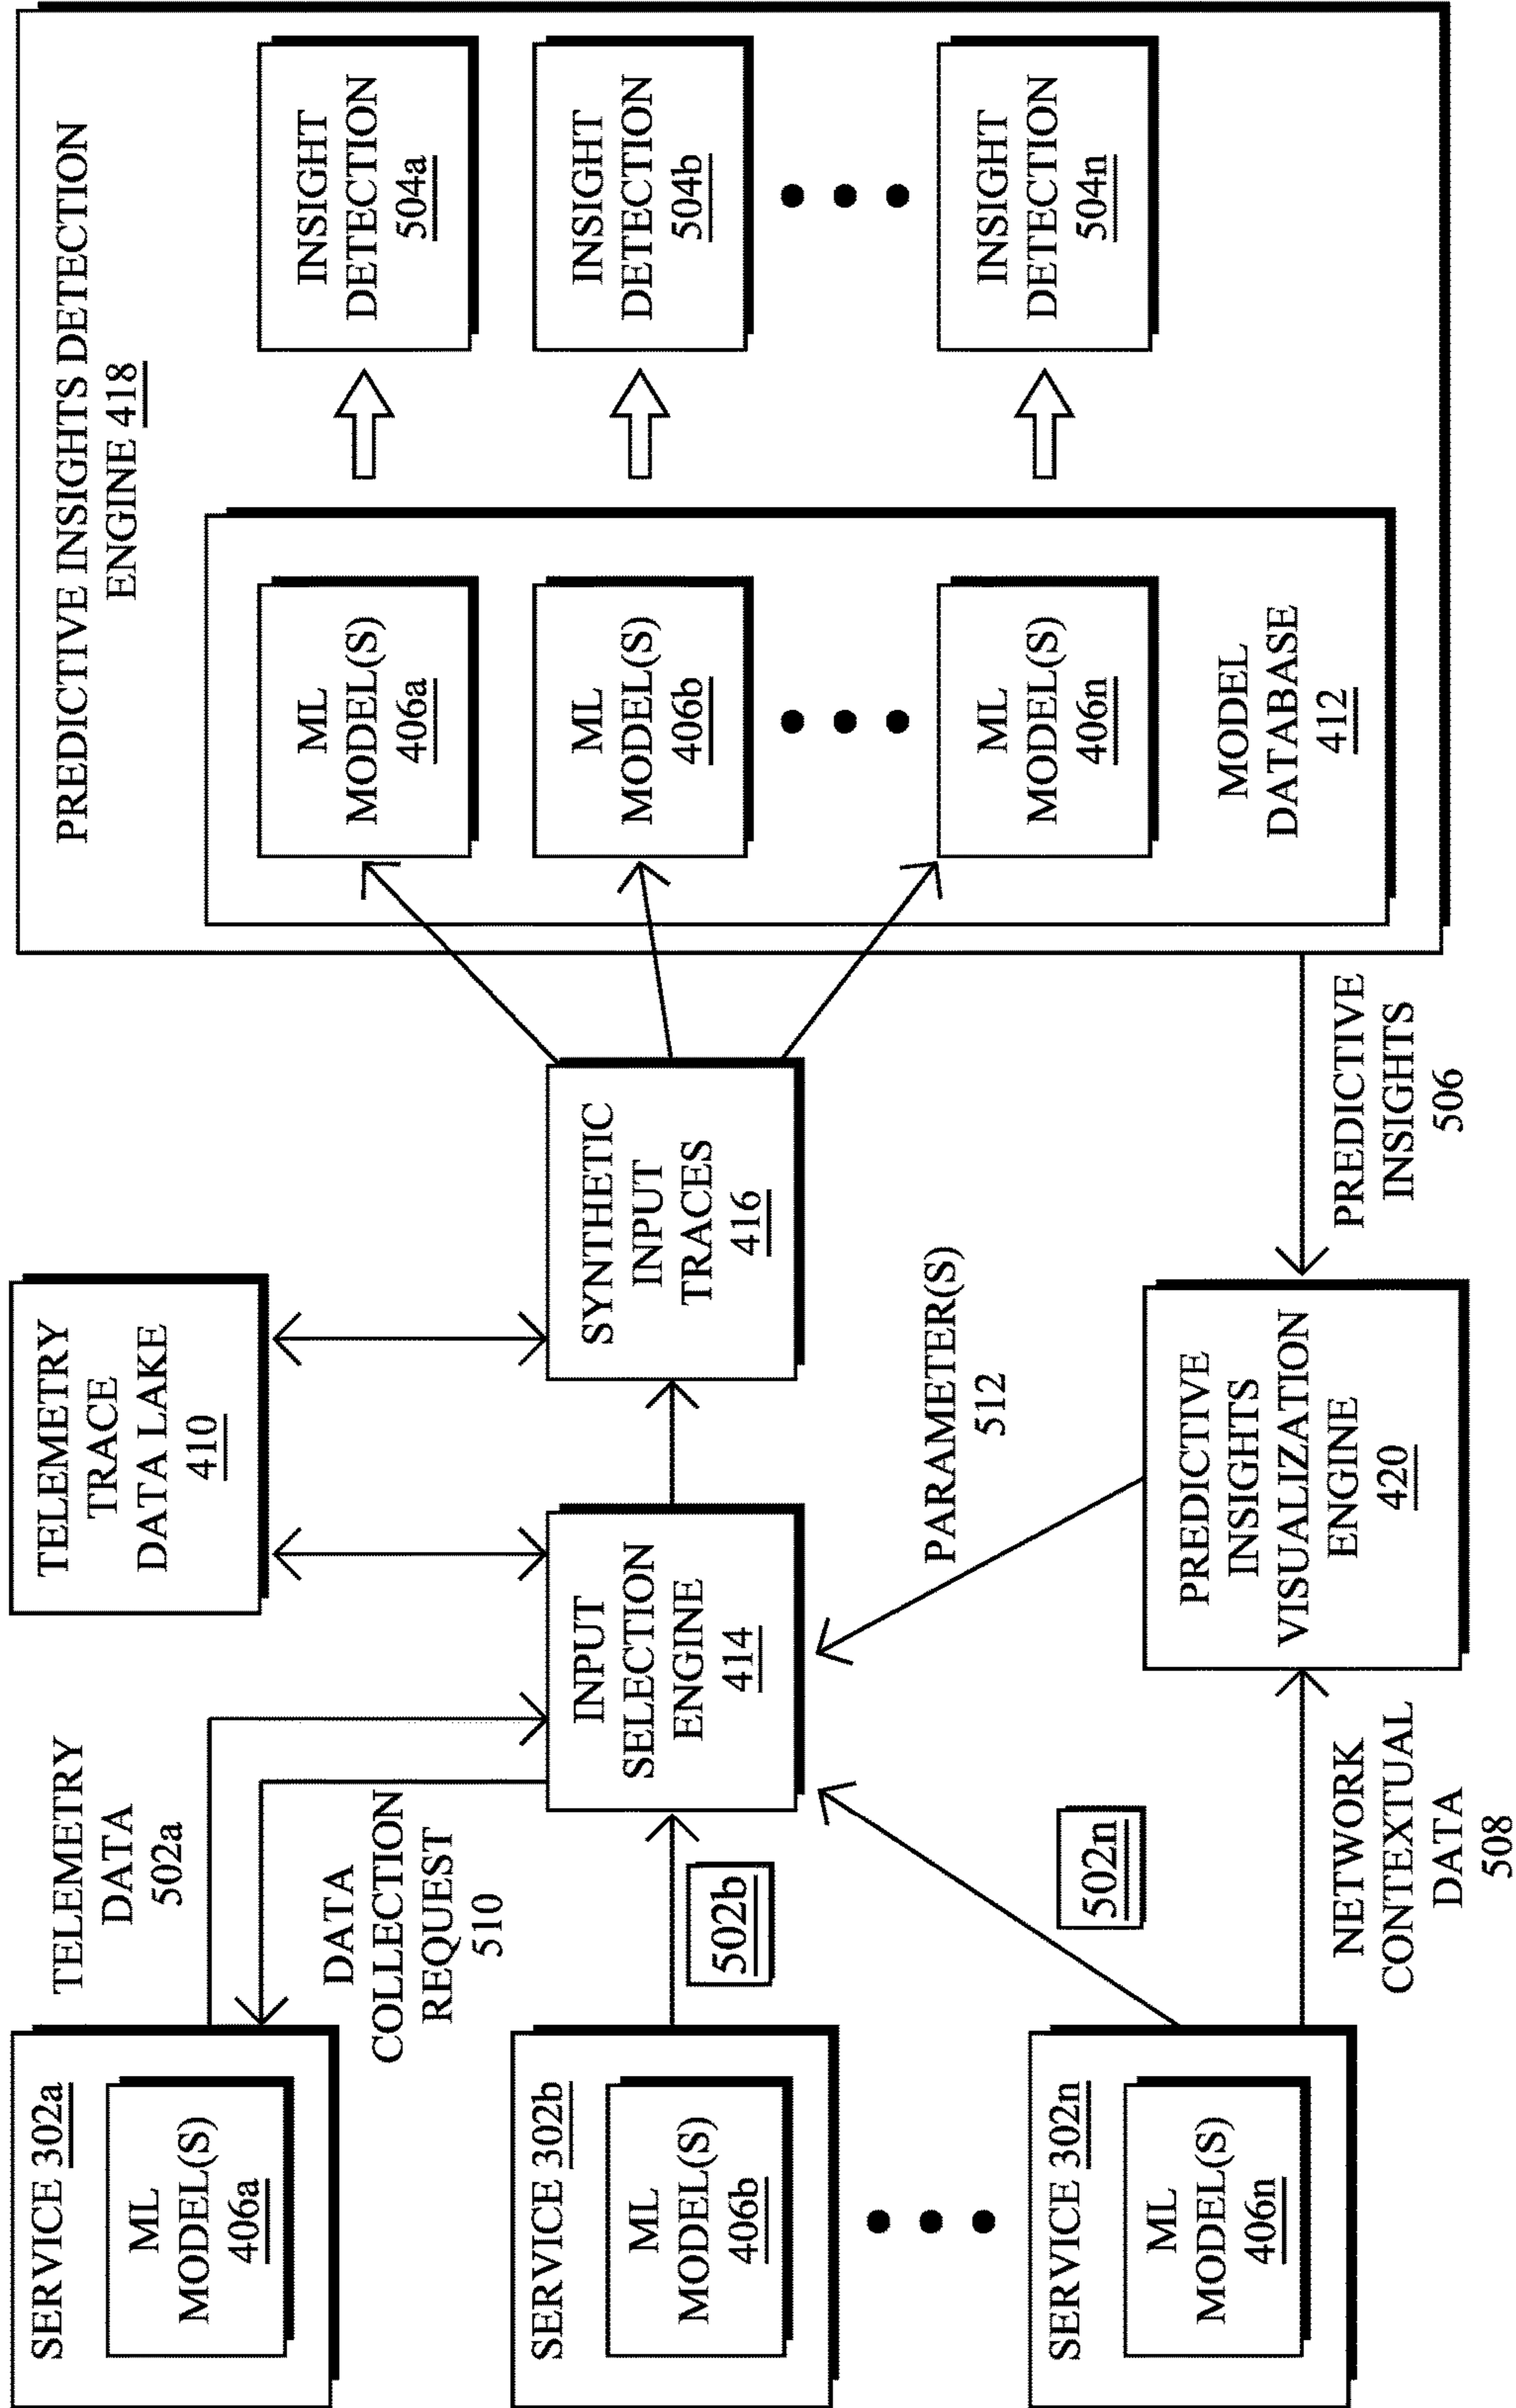 SERVICE 302a
ML
MODEL(S)
406a
SERVICE 302b
ML
MODEL(S)
406b
SERVICE 302n
ML
MODEL(S)
406n
TELEMETRY
DATA
502a
DATA
COLLECTION
REQUEST
510
502b
502n
NETWORK
CONTEXTUAL
DATA
508
TELEMETRY
TRACE
DATA LAKE
410
INPUT
SELECTION
ENGINE
414
PARAMETER(S)
512
PREDICTIVE
INSIGHTS
VISUALIZATION
ENGINE
420
SYNTHETIC
INPUT
TRACES
416
PREDICTIVE
INSIGHTS
506
PREDICTIVE INSIGHTS DETECTION
ENGINE 418
ML
MODEL(S)
406a
ML
MODEL(S)
406b
ML
MODEL(S)
406n
MODEL
DATABASE
412
INSIGHT
DETECTION
504a
INSIGHT
DETECTION
504b
INSIGHT
DETECTION
504n